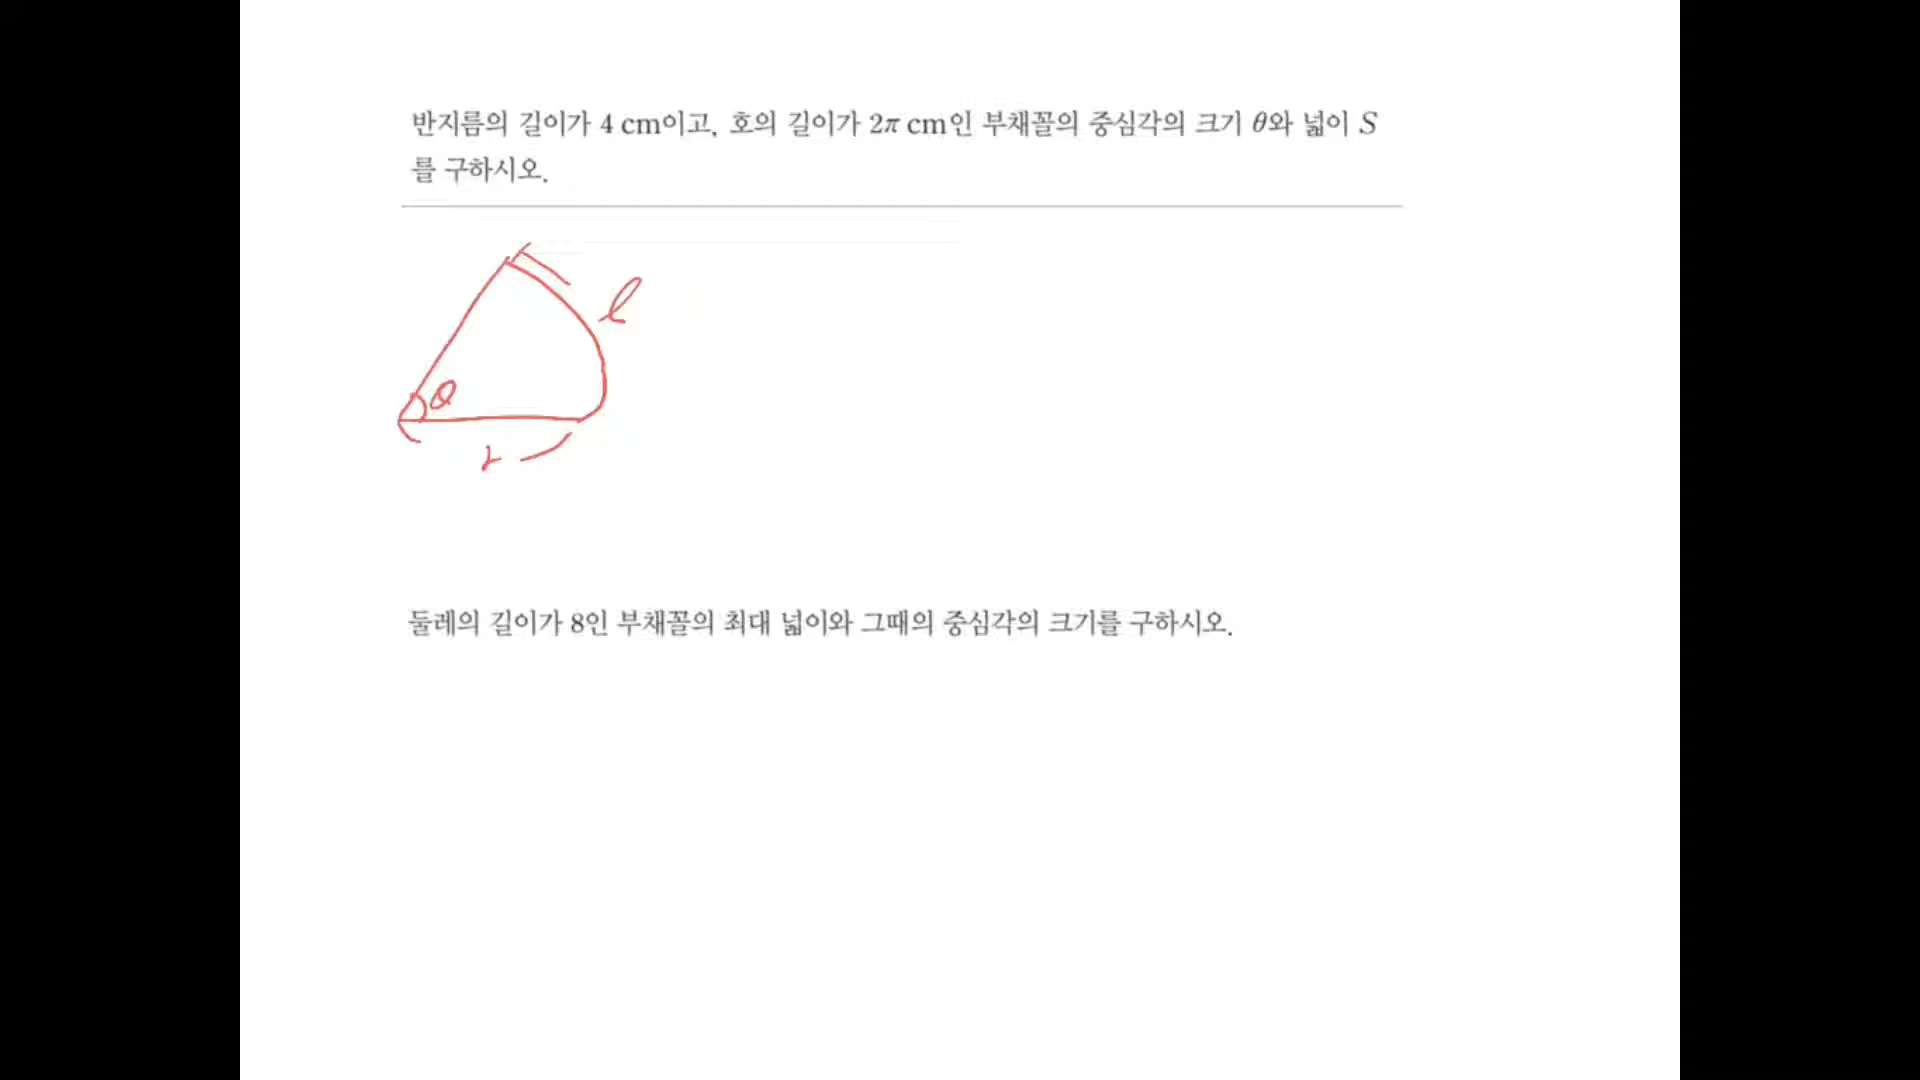 반지름의 길이가 4 cm이고, 호의 길이가 2π cm인 부채꼴의 중심각의 크기 θ와 넓이 S
를 구하시오.
l
θ
r
둘레의 길이가 8인 부채꼴의 최대 넓이와 그때의 중심각의 크기를 구하시오.